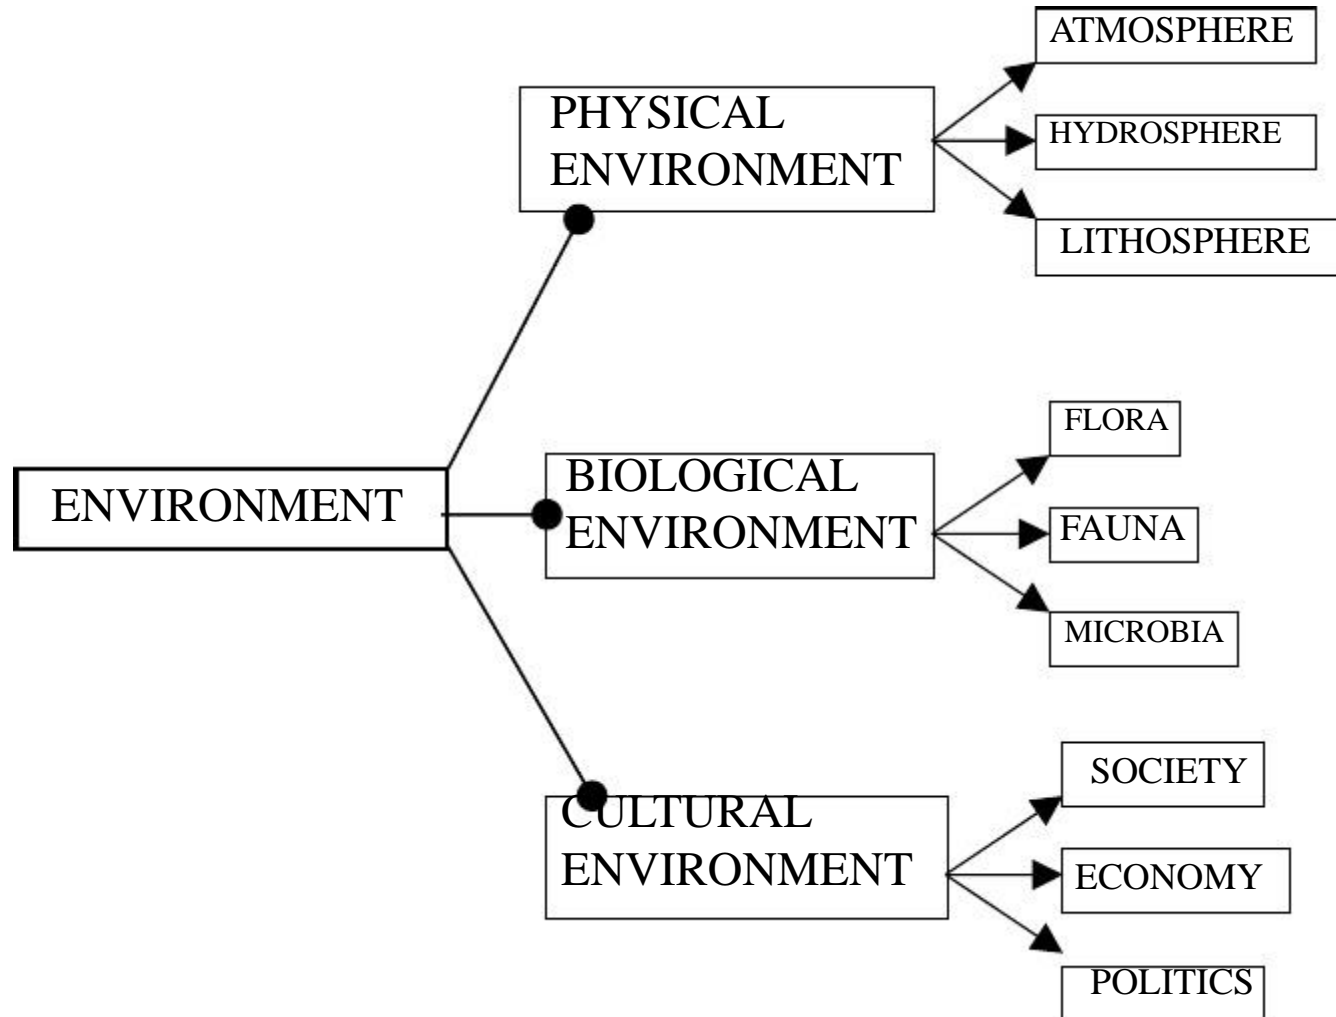 ATMOSPHERE
PHYSICAL
ENVIRONMENT
HYDROSPHERE
LITHOSPHERE
FLORA
ENVIRONMENT
BIOLOGICAL
ENVIRONMENT
FAUNA
MICROBIA
SOCIETY
CULTURAL
ENVIRONMENT
ECONOMY
POLITICS